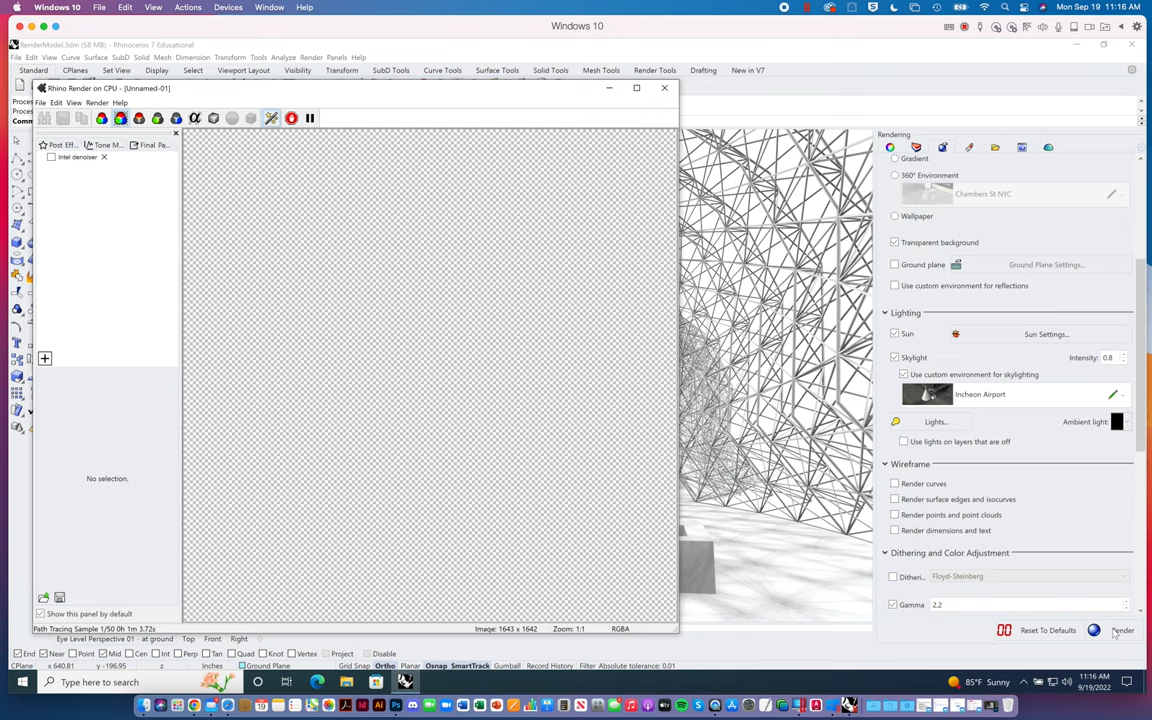 File Edit View Actions Devices Window Help
Mon Sep 19 11:16 AM
Windows 10
RenderModel.3dm (58 MB) - Rhinoceros 7 Educational
File Edit View Curve Surface SubD Solid Mesh Dimension Transform Tools Analyze Render Panels Help
Standard CPlanes Set View Display Select Viewport Layout Visibility Transform SubD Tools Curve Tools Surface Tools Solid Tools Mesh Tools Render Tools Drafting New in V7
Rhino Render on CPU - [Unnamed-01]
File Edit View Render Help
Post Eff... Tone M... Final Pa...
Intel denoiser
No selection.
Show this panel by default
Path Tracing Sample 1/50 0h 1m 3.72s
Image: 1643 x 1642 Zoom: 1:1 RGBA
Rendering
Gradient
360° Environment
Chambers St NYC
Wallpaper
Transparent background
Ground plane Ground Plane Settings...
Use custom environment for reflections
Lighting
Sun Sun Settings...
Skylight Intensity: 0.8
Use custom environment for skylighting
Incheon Airport
Lights... Ambient light:
Use lights on layers that are off
Wireframe
Render curves
Render surface edges and isocurves
Render points and point clouds
Render dimensions and text
Dithering and Color Adjustment
Ditheri... Floyd-Steinberg
Gamma 2.2
Reset To Defaults Render
Eye Level Perspective 01 - at ground Top Front Right
End Near Point Mid Cen Int Perp Tan Quad Knot Vertex Project Disable
CPlane x 640.81 y -196.95 z Inches Ground Plane Grid Snap Ortho Planar Osnap SmartTrack Gumball Record History Filter Absolute tolerance: 0.01
Type here to search
85°F Sunny
11:16 AM
9/19/2022